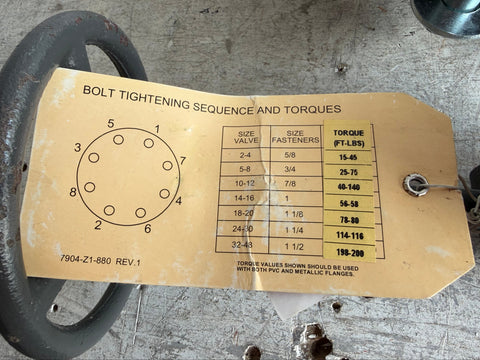 BOLT TIGHTENING SEQUENCE AND TORQUES
5
1
3
7
8
4
2
6
SIZE VALVE SIZE FASTENERS TORQUE (FT-LBS)
2-4 5/8 15-45
5-8 3/4 25-75
10-12 7/8 40-140
14-16 1 56-58
18-20 1 1/8 78-80
24-30 1 1/4 114-116
32-48 1 1/2 198-200
TORQUE VALUES SHOWN SHOULD BE USED
WITH BOTH PVC AND METALLIC FLANGES.
7904-Z1-880 REV.1